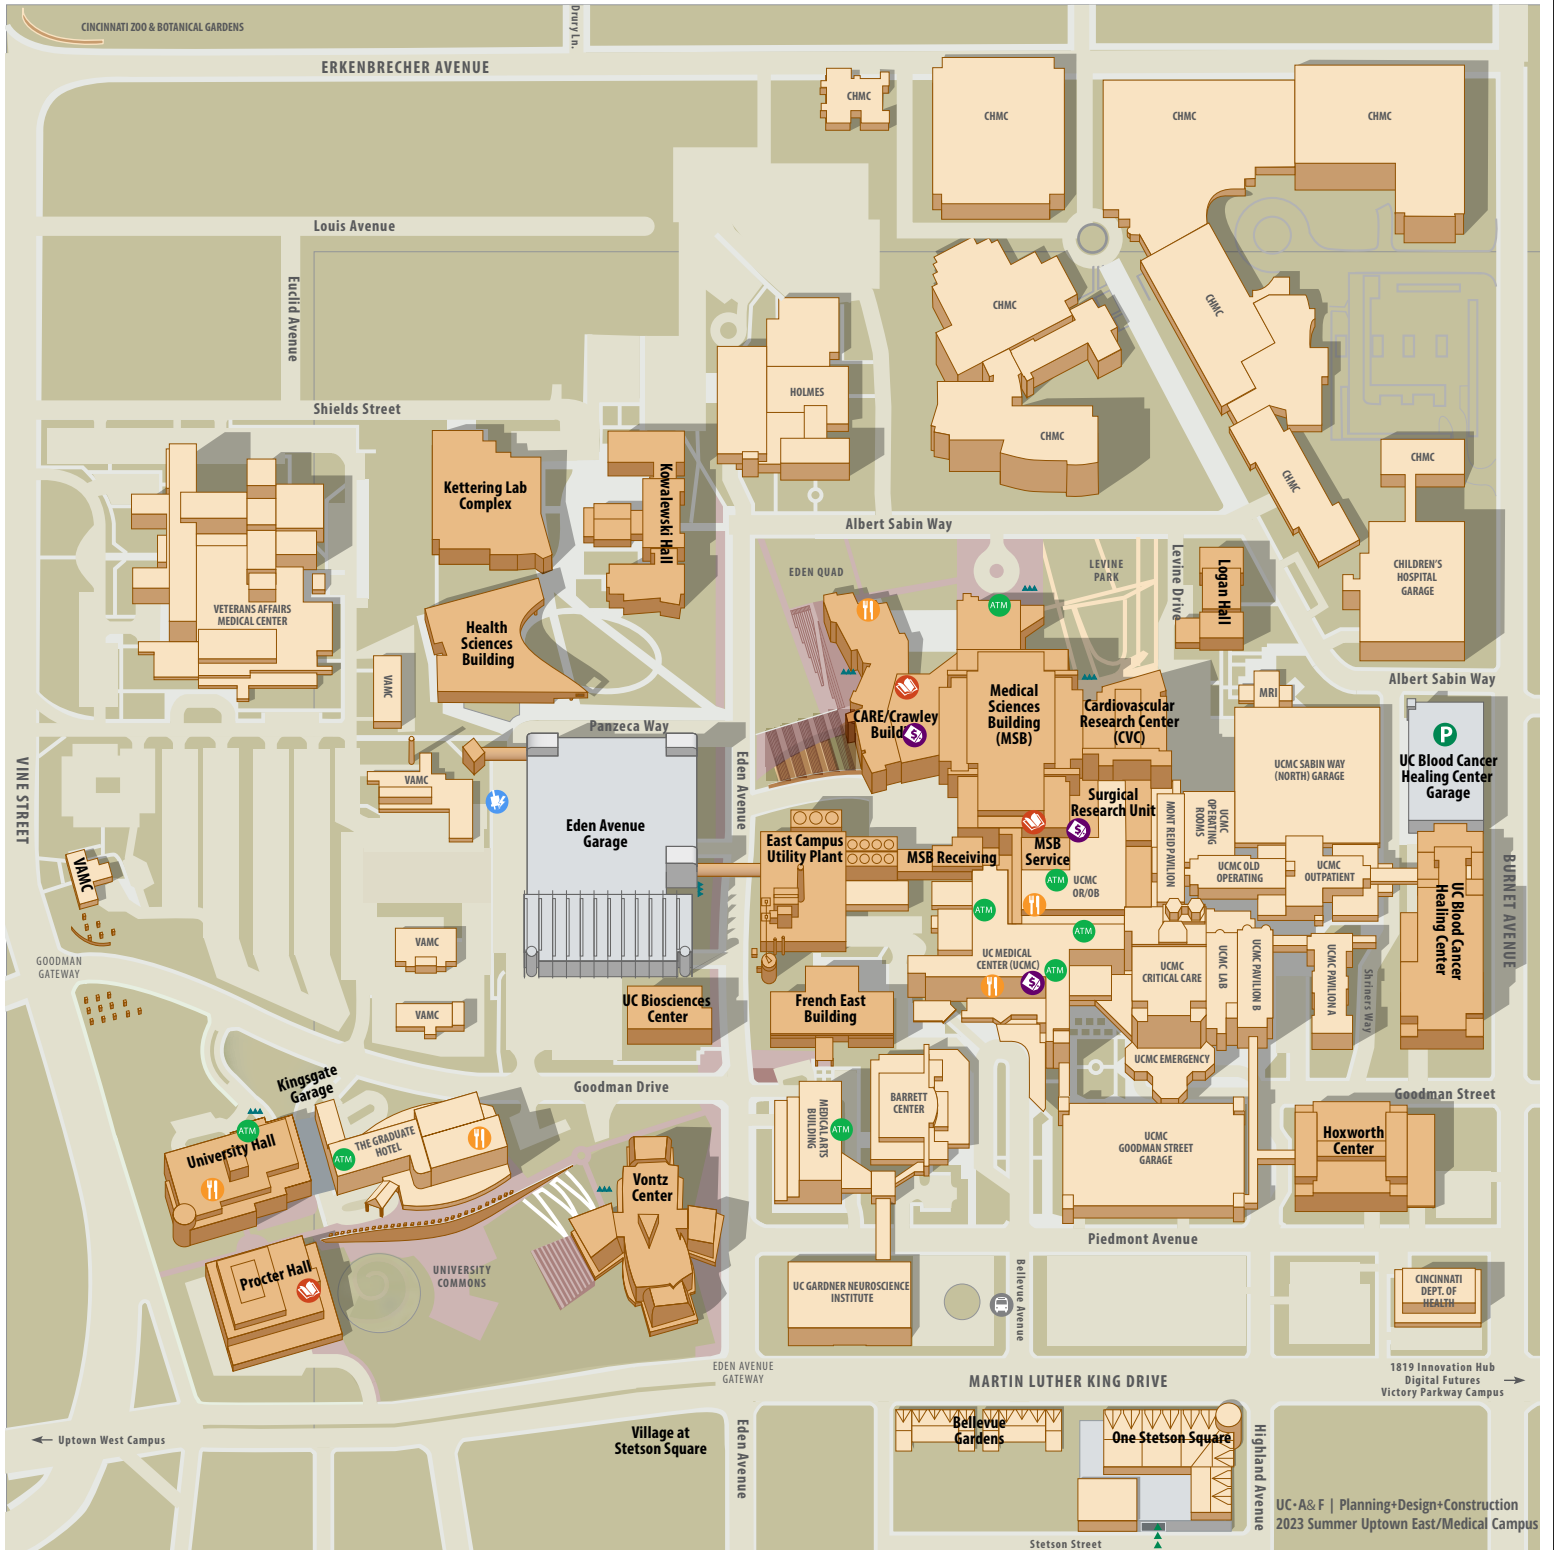 CINCINNATI ZOO & BOTANICAL GARDENS
Drury Ln.
ERKENBRECHER AVENUE
CHMC
CHMC
CHMC
CHMC
Louis Avenue
Euclid Avenue
CHMC
CHMC
HOLMES
Shields Street
CHMC
CHMC
CHMC
Kettering Lab
Complex
Kowalewski Hall
Albert Sabin Way
EDEN QUAD
LEVINE
PARK
Levine Drive
Logan Hall
CHILDREN'S
HOSPITAL
GARAGE
VETERANS AFFAIRS
MEDICAL CENTER
Health
Sciences
Building
VAMC
ATM
Albert Sabin Way
MRI
Medical
Sciences
Building
(MSB)
Cardiovascular
Research Center
(CVC)
CARE/Crawley
Build
$
Panzeca Way
VINE STREET
Eden Avenue
P
UC Blood Cancer
Healing Center
Garage
UCMC SABIN WAY
(NORTH) GARAGE
VAMC
Surgical
Research Unit
MONT REID PAVILION
UCMC
OPERATING
ROOMS
Eden Avenue
Garage
East Campus
Utility Plant
MSB Receiving
MSB
Service
$
ATM
UCMC
OR/OB
UCMC OLD
OPERATING
UCMC
OUTPATIENT
VAMC
UC Blood Cancer
Healing Center
BURNET AVENUE
ATM
ATM
VAMC
GOODMAN
GATEWAY
UC MEDICAL
CENTER (UCMC)
ATM
$
UCMC
CRITICAL CARE
UCMC LAB
UCMC PAVILION B
UCMC PAVILION A
Shriners Way
UC Biosciences
Center
French East
Building
VAMC
UCMC EMERGENCY
Kingsgate
Garage
Goodman Drive
Goodman Street
BARRETT
CENTER
MEDICAL ARTS
BUILDING
ATM
ATM
University Hall
THE GRADUATE
HOTEL
ATM
UCMC
GOODMAN STREET
GARAGE
Hoxworth
Center
Vontz
Center
Piedmont Avenue
Procter Hall
UNIVERSITY
COMMONS
UC GARDNER NEUROSCIENCE
INSTITUTE
Bellevue Avenue
CINCINNATI
DEPT. OF
HEALTH
EDEN AVENUE
GATEWAY
MARTIN LUTHER KING DRIVE
1819 Innovation Hub
Digital Futures
Victory Parkway Campus
Uptown West Campus
Village at
Stetson Square
Eden Avenue
Bellevue
Gardens
One Stetson Square
Highland Avenue
UC•A&F | Planning+Design+Construction
2023 Summer Uptown East/Medical Campus
Stetson Street